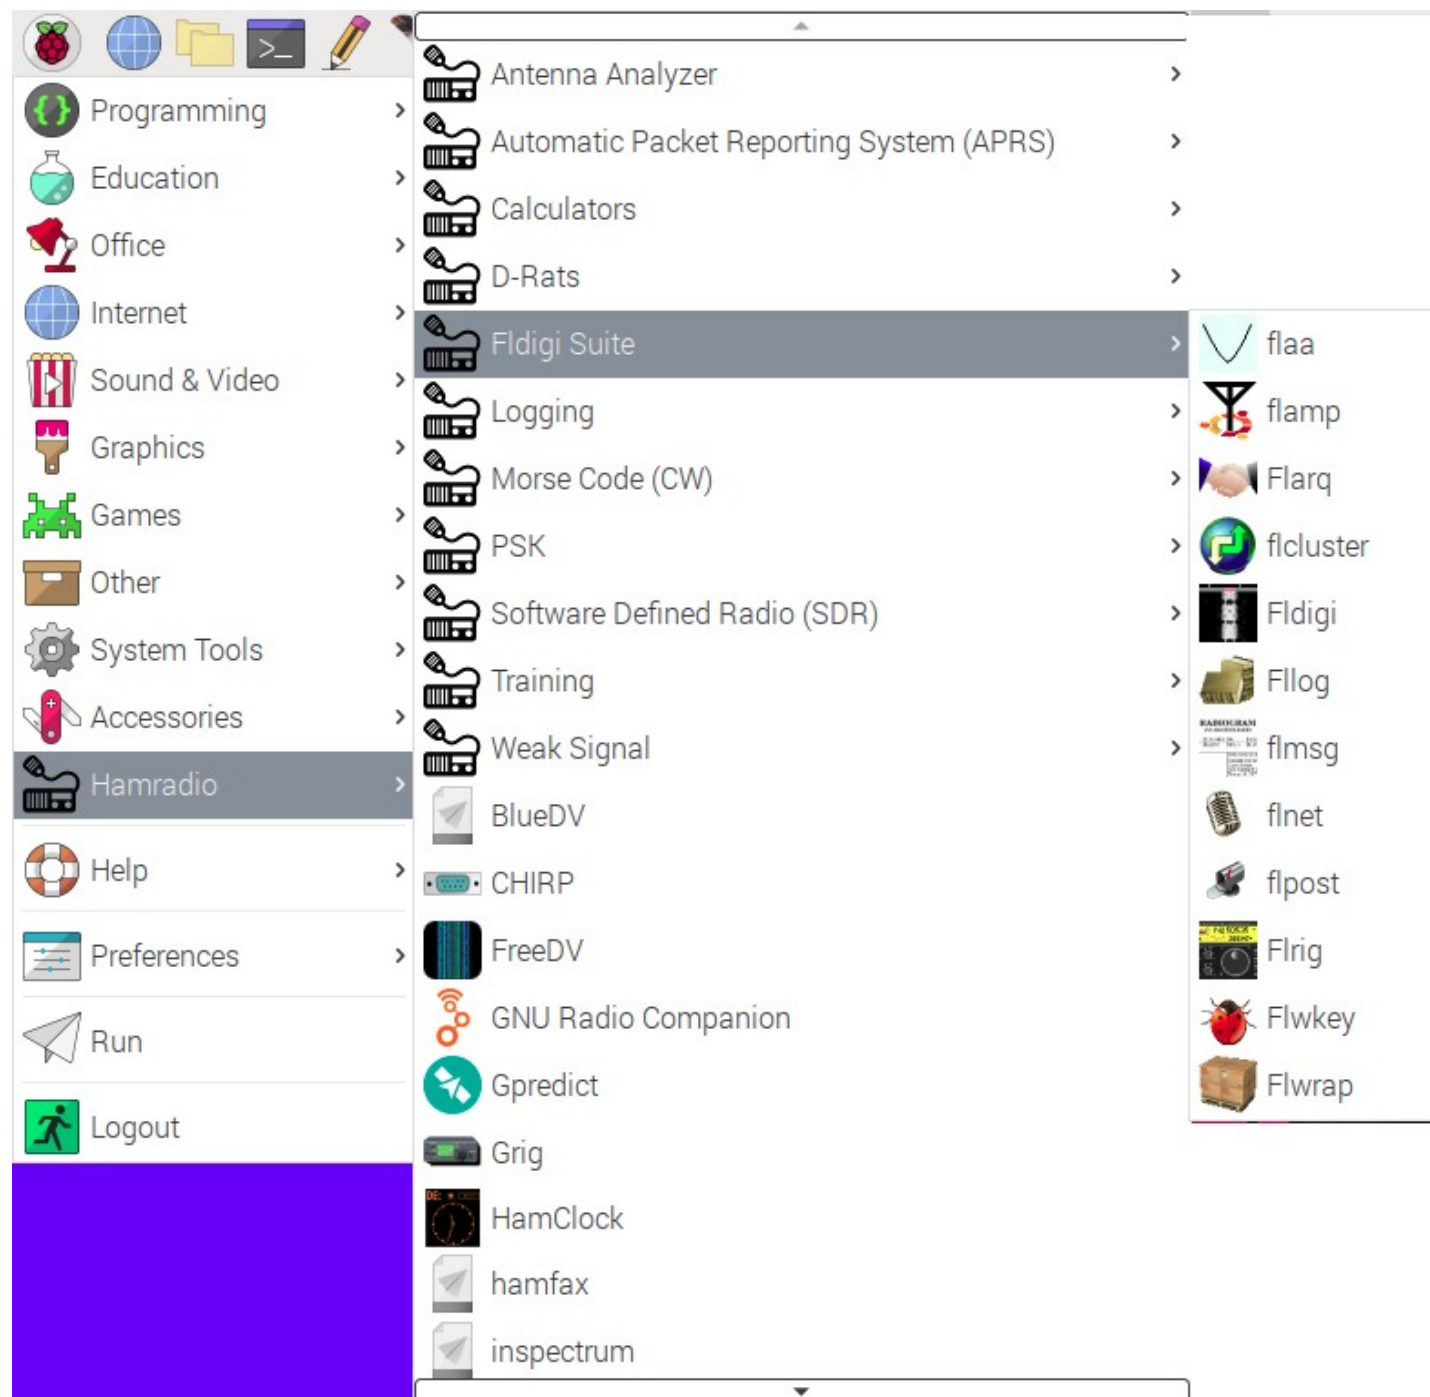 Programming
Education
Office
Internet
Sound & Video
Graphics
Games
Other
System Tools
Accessories
Hamradio
Help
Preferences
Run
Logout
Antenna Analyzer
Automatic Packet Reporting System (APRS)
Calculators
D-Rats
Fldigi Suite
Logging
Morse Code (CW)
PSK
Software Defined Radio (SDR)
Training
Weak Signal
BlueDV
CHIRP
FreeDV
GNU Radio Companion
Gpredict
Grig
HamClock
hamfax
inspectrum
flaa
flamp
Flarq
flcluster
Fldigi
Fllog
RADIOGRAM
flmsg
flnet
flpost
Flrig
Flwkey
Flwrap
DE: